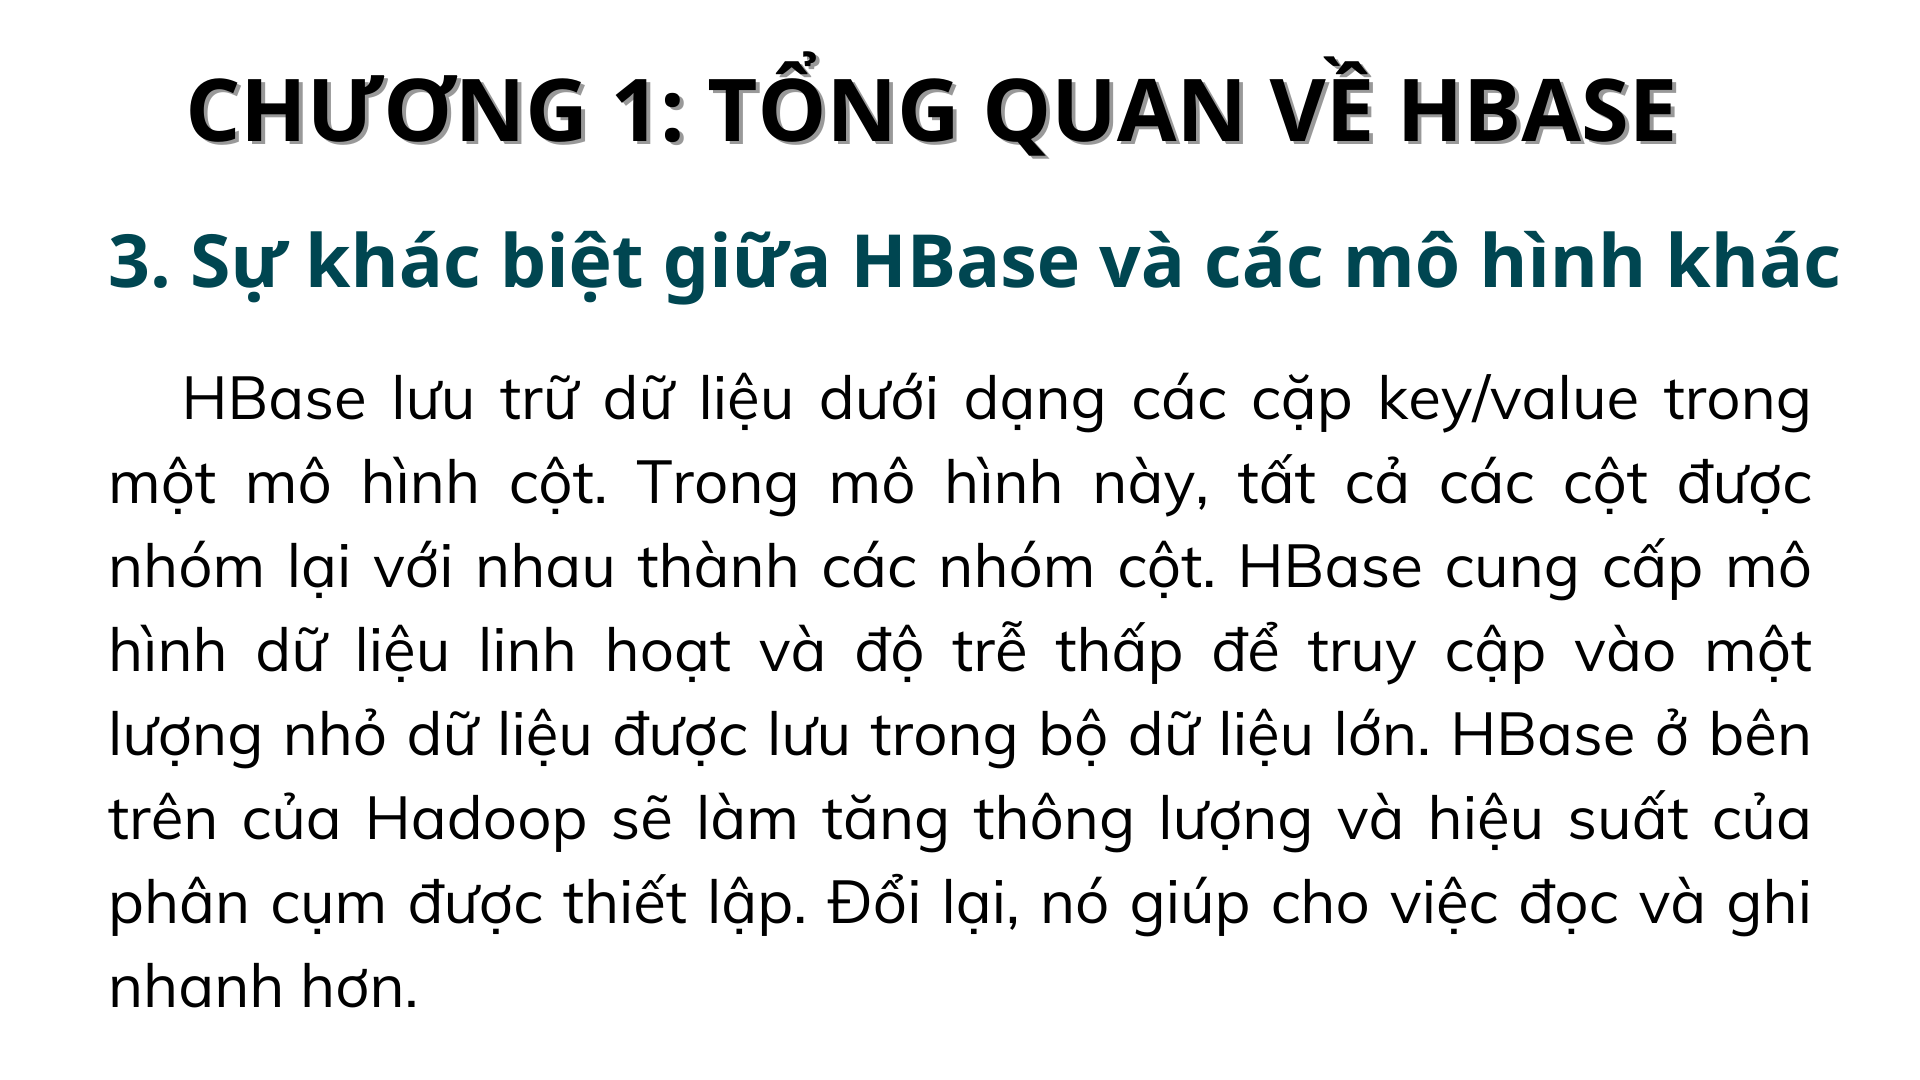 CHƯƠNG 1: TỔNG QUAN VỀ HBASE
3. Sự khác biệt giữa HBase và các mô hình khác
HBase lưu trữ dữ liệu dưới dạng các cặp key/value trong
một mô hình cột. Trong mô hình này, tất cả các cột được
nhóm lại với nhau thành các nhóm cột. HBase cung cấp mô
hình dữ liệu linh hoạt và độ trễ thấp để truy cập vào một
lượng nhỏ dữ liệu được lưu trong bộ dữ liệu lớn. HBase ở bên
trên của Hadoop sẽ làm tăng thông lượng và hiệu suất của
phân cụm được thiết lập. Đổi lại, nó giúp cho việc đọc và ghi
nhanh hơn.